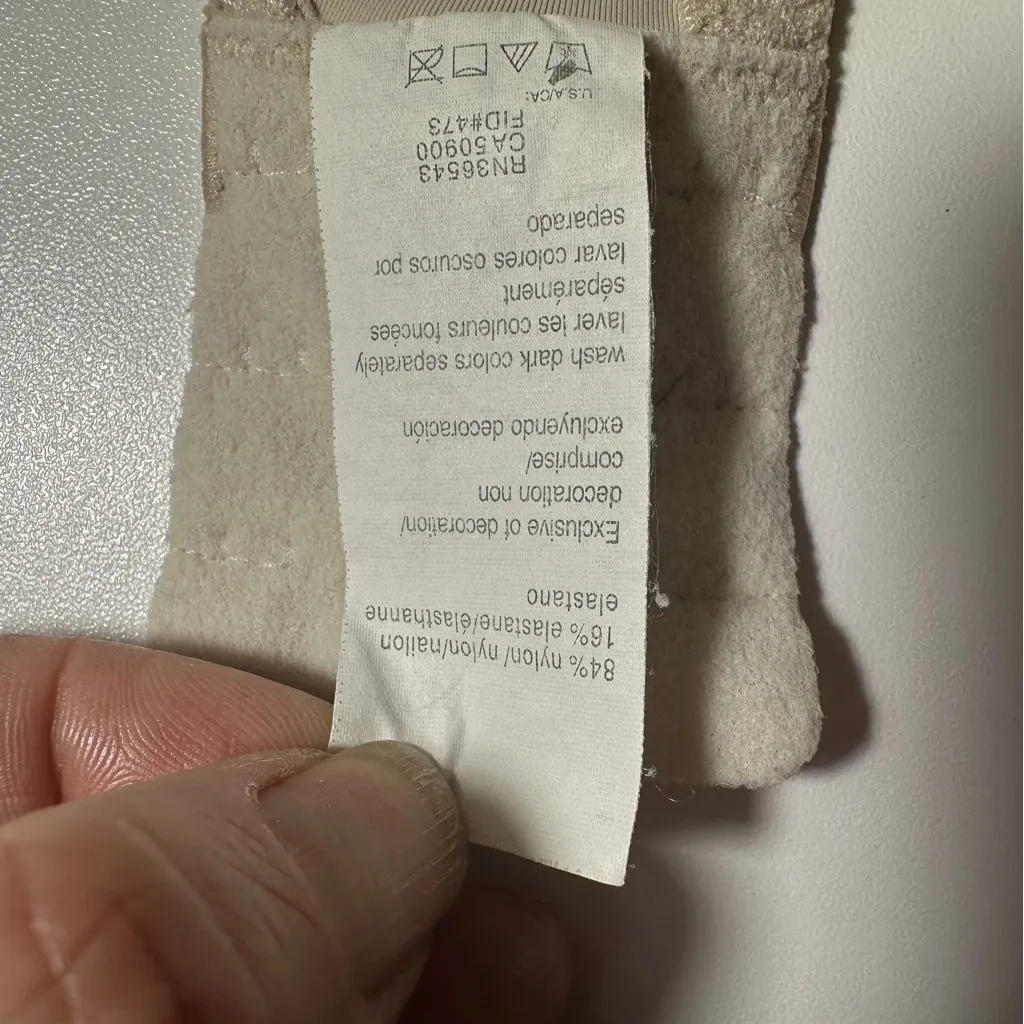 84% nylon/ nylon/nailon
16% elastane/élasthanne
elastano
Exclusive of decoration/
decoration non
comprise/
excluyendo decoración
wash dark colors separately
laver les couleurs foncées
séparément
lavar colores oscuros por
separado
RN36543
CA50900
FID#473
U.S.A/CA: